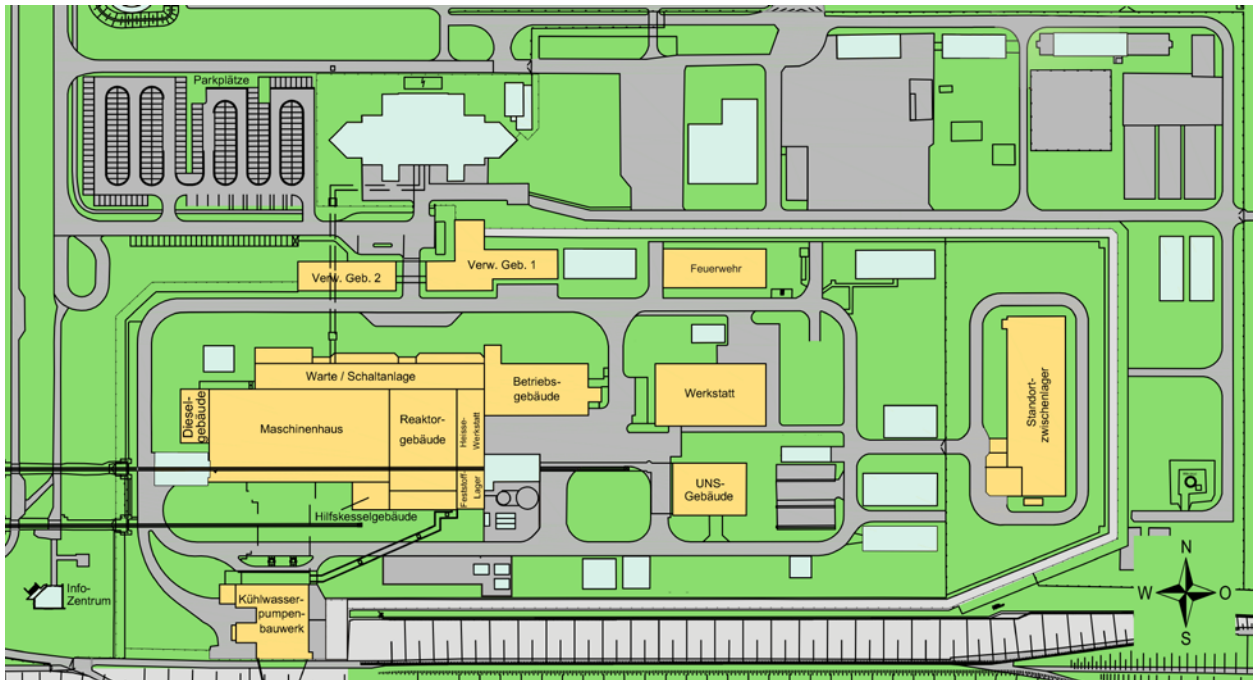 Parkplätze
Verw. Geb. 1
Verw. Geb. 2
Feuerwehr
Warte / Schaltanlage
Betriebs-
gebäude
Werkstatt
Standort-
zwischenlager
Diesel-
gebäude
Maschinenhaus
Reaktor-
gebäude
Heisse-
Werkstatt
Feststoff-
Lager
UNS-
Gebäude
Hilfskesselgebäude
Info-
Zentrum
Kühlwasser-
pumpen-
bauwerk
N
W
O
S